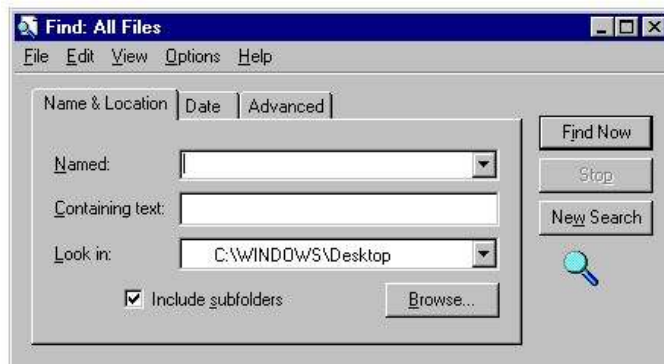 Find: All Files
File Edit View Options Help
Name & Location Date Advanced
Find Now
Named:
Stop
Containing text:
New Search
Look in: C:\WINDOWS\Desktop
Include subfolders Browse...